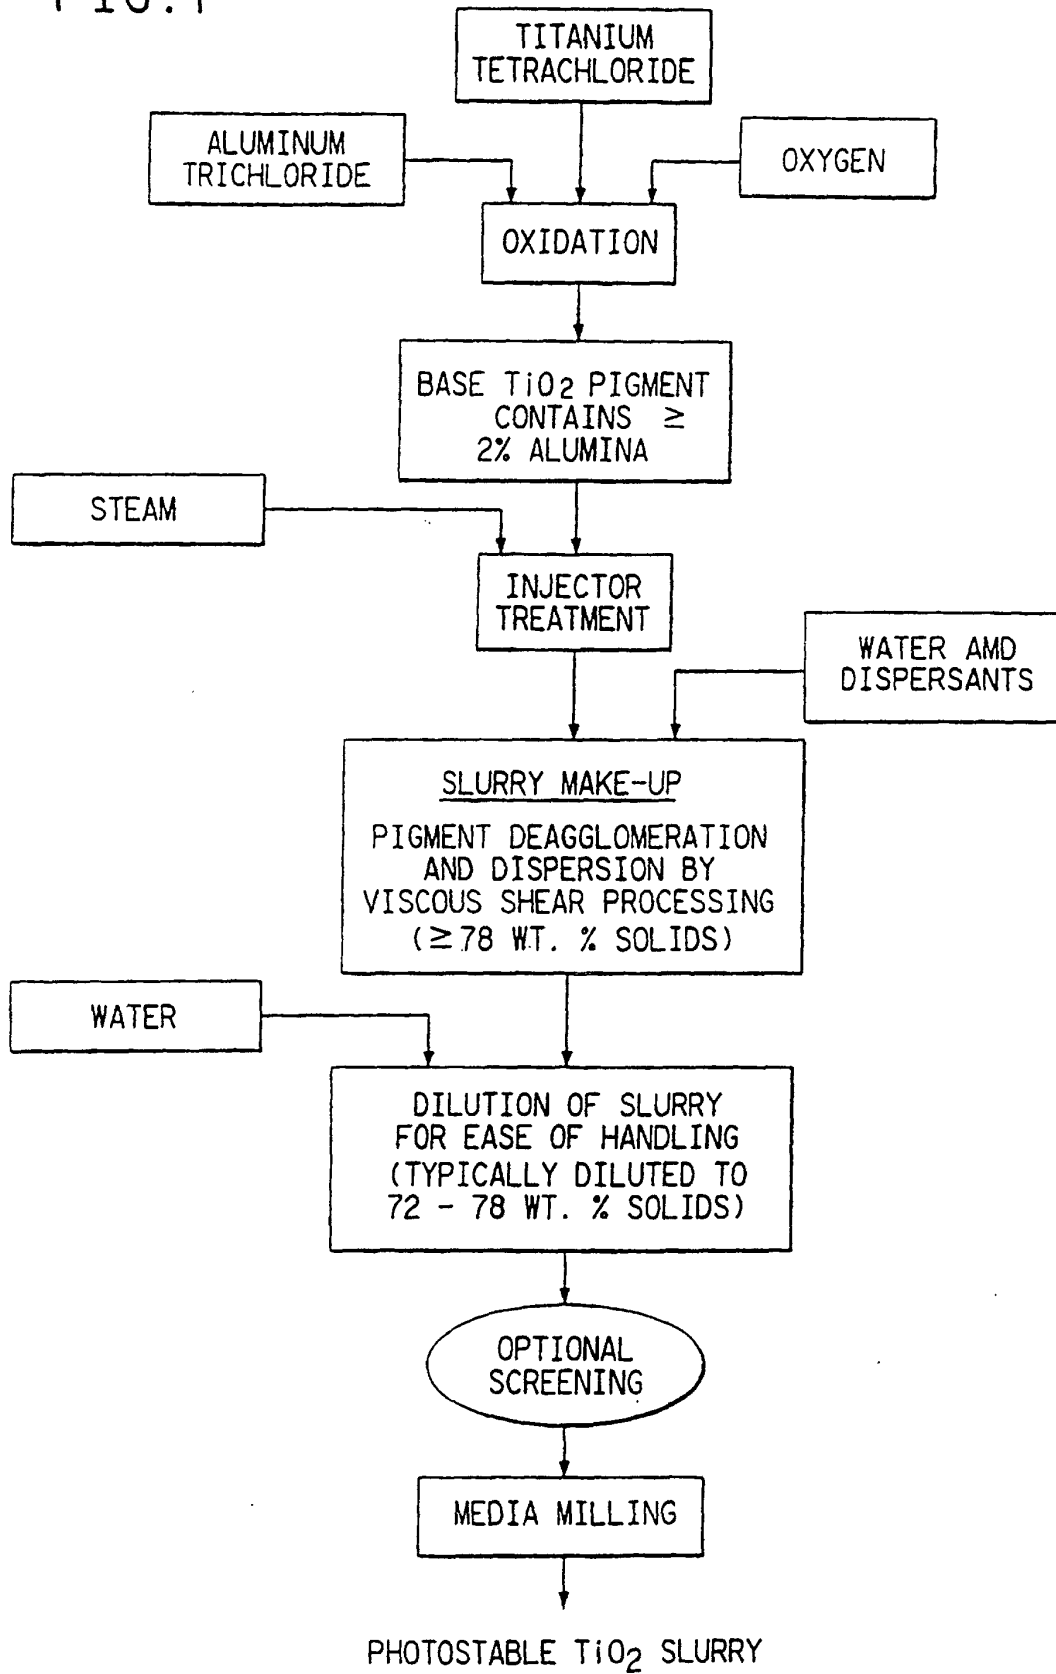 FIG.1
TITANIUM
TETRACHLORIDE
ALUMINUM
TRICHLORIDE
OXYGEN
OXIDATION
BASE TiO2 PIGMENT
CONTAINS ≥
2% ALUMINA
STEAM
INJECTOR
TREATMENT
WATER AMD
DISPERSANTS
SLURRY MAKE-UP
PIGMENT DEAGGLOMERATION
AND DISPERSION BY
VISCOUS SHEAR PROCESSING
(≥78 WT. % SOLIDS)
WATER
DILUTION OF SLURRY
FOR EASE OF HANDLING
(TYPICALLY DILUTED TO
72 - 78 WT. % SOLIDS)
OPTIONAL
SCREENING
MEDIA MILLING
PHOTOSTABLE TiO2 SLURRY